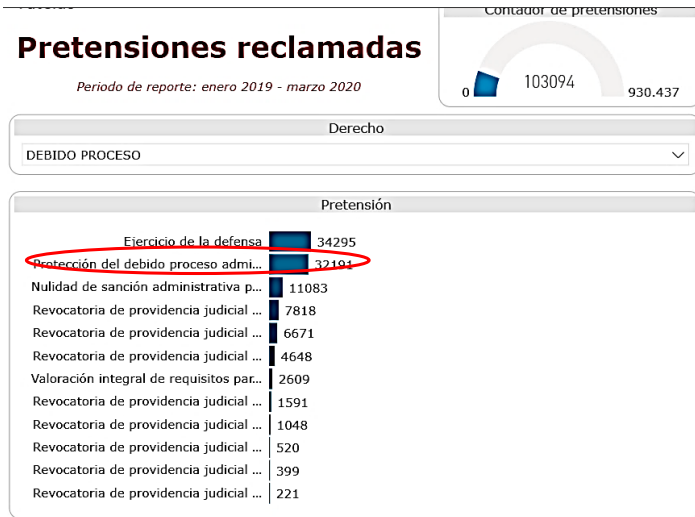 Contador de pretensiones
Pretensiones reclamadas
Periodo de reporte: enero 2019 - marzo 2020
103094
0
930.437
Derecho
DEBIDO PROCESO
Pretensión
Ejercicio de la defensa 34295
Protección del debido proceso admi... 32191
Nulidad de sanción administrativa p... 11083
Revocatoria de providencia judicial ... 7818
Revocatoria de providencia judicial ... 6671
Revocatoria de providencia judicial ... 4648
Valoración integral de requisitos par... 2609
Revocatoria de providencia judicial ... 1591
Revocatoria de providencia judicial ... 1048
Revocatoria de providencia judicial ... 520
Revocatoria de providencia judicial ... 399
Revocatoria de providencia judicial ... 221